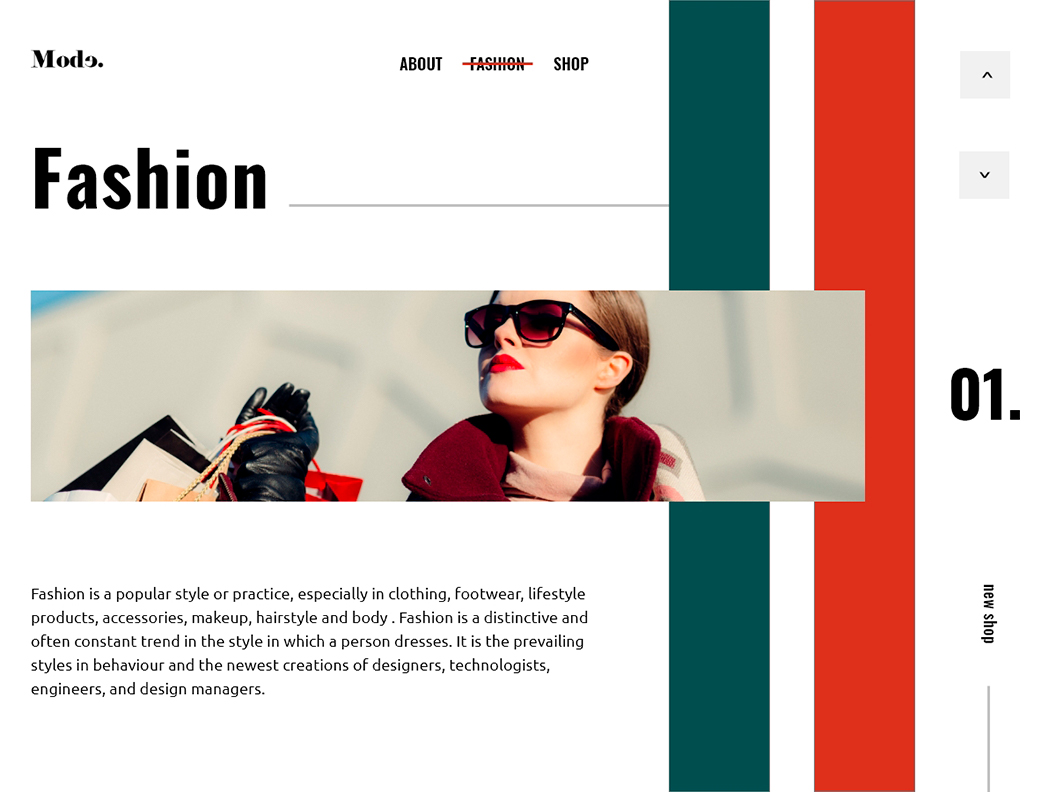 Mode.
ABOUT FASHION SHOP
Fashion
01.
Fashion is a popular style or practice, especially in clothing, footwear, lifestyle
products, accessories, makeup, hairstyle and body . Fashion is a distinctive and
often constant trend in the style in which a person dresses. It is the prevailing
styles in behaviour and the newest creations of designers, technologists,
engineers, and design managers.
new shop